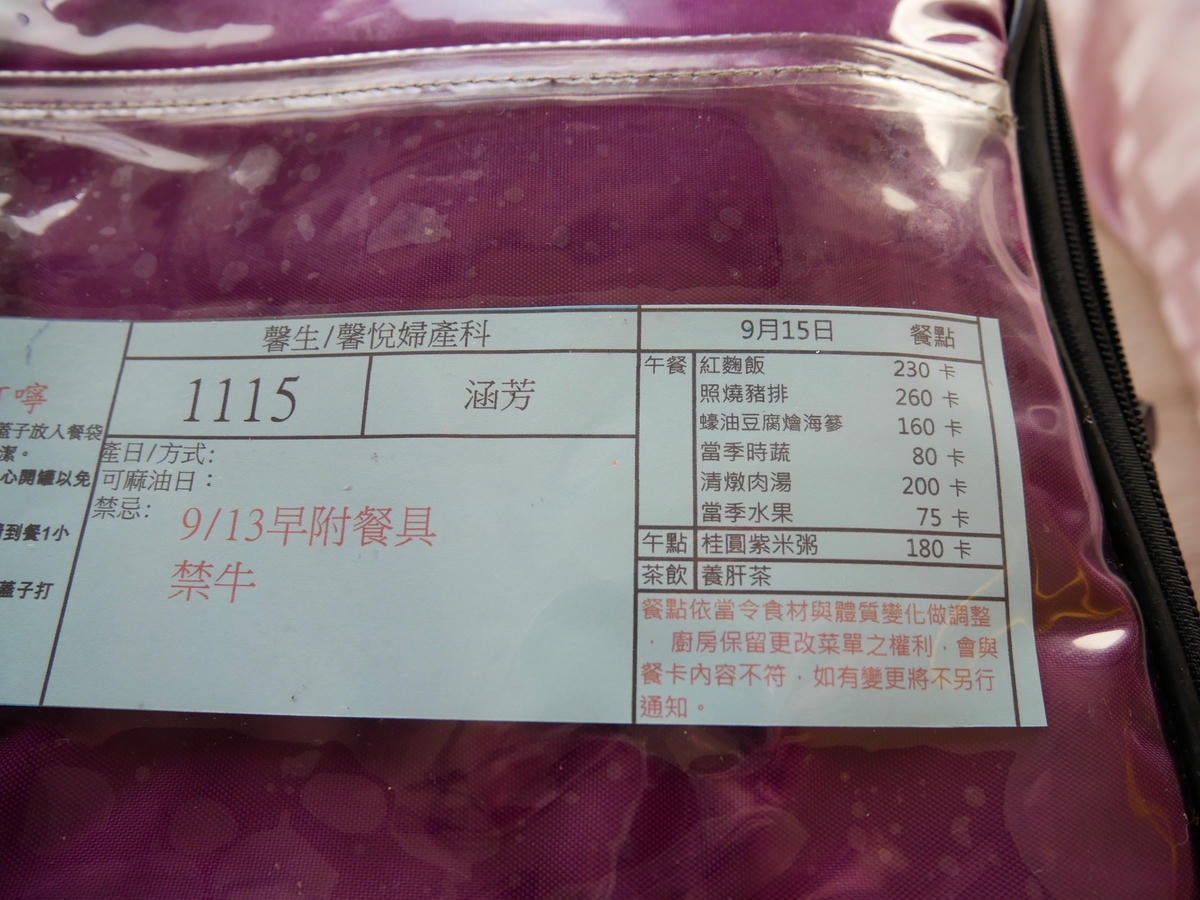 嚀
蓋子放入餐袋
潔。
心開罐以免
到餐1小
蓋子打
馨生/馨悅婦產科
1115 涵芳
產日/方式：
可麻油日：
禁忌： 9/13早附餐具
禁牛
9月15日 餐點
午餐 紅麴飯 230 卡
照燒豬排 260 卡
蠔油豆腐燴海蔘 160 卡
當季時蔬 80 卡
清燉肉湯 200 卡
當季水果 75 卡
午點 桂圓紫米粥 180 卡
茶飲 養肝茶
餐點依當令食材與體質變化做調整
，廚房保留更改菜單之權利，會與
餐卡內容不符，如有變更將不另行
通知。